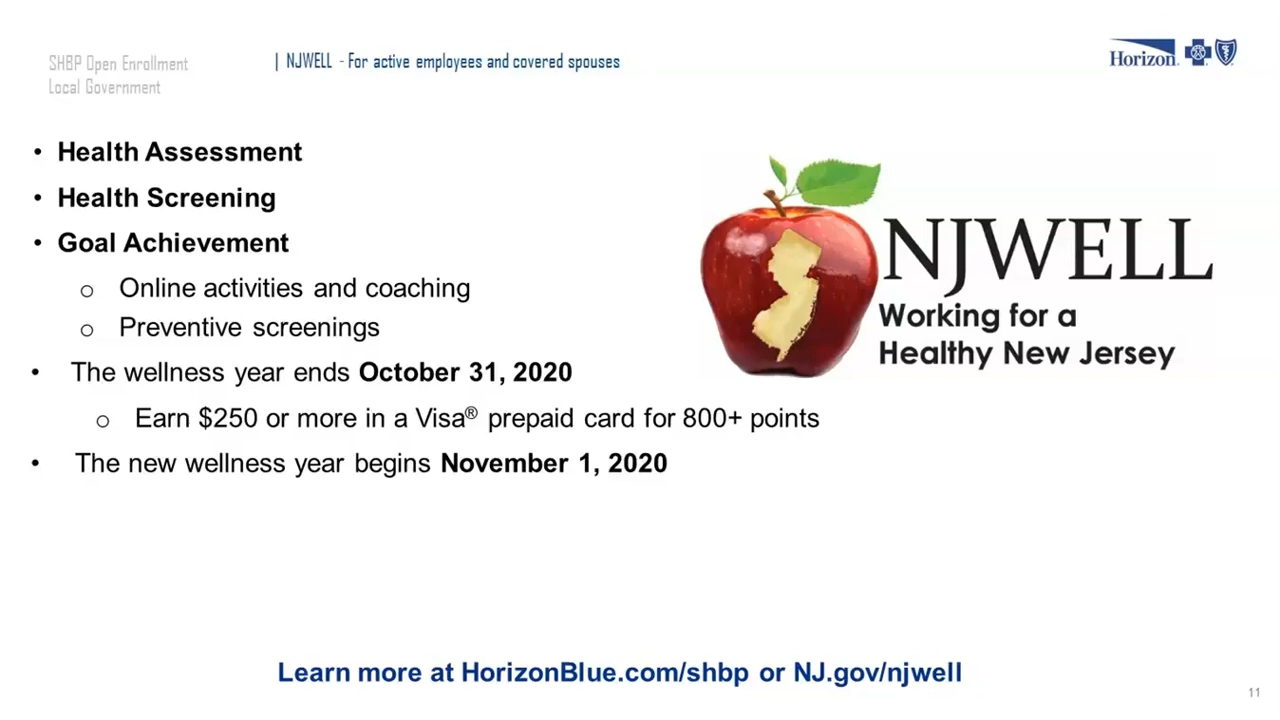 SHBP Open Enrollment
Local Government
| NJWELL - For active employees and covered spouses
Horizon
• Health Assessment
• Health Screening
• Goal Achievement
o Online activities and coaching
o Preventive screenings
• The wellness year ends October 31, 2020
o Earn $250 or more in a Visa® prepaid card for 800+ points
• The new wellness year begins November 1, 2020
NJWELL
Working for a
Healthy New Jersey
Learn more at HorizonBlue.com/shbp or NJ.gov/njwell
11